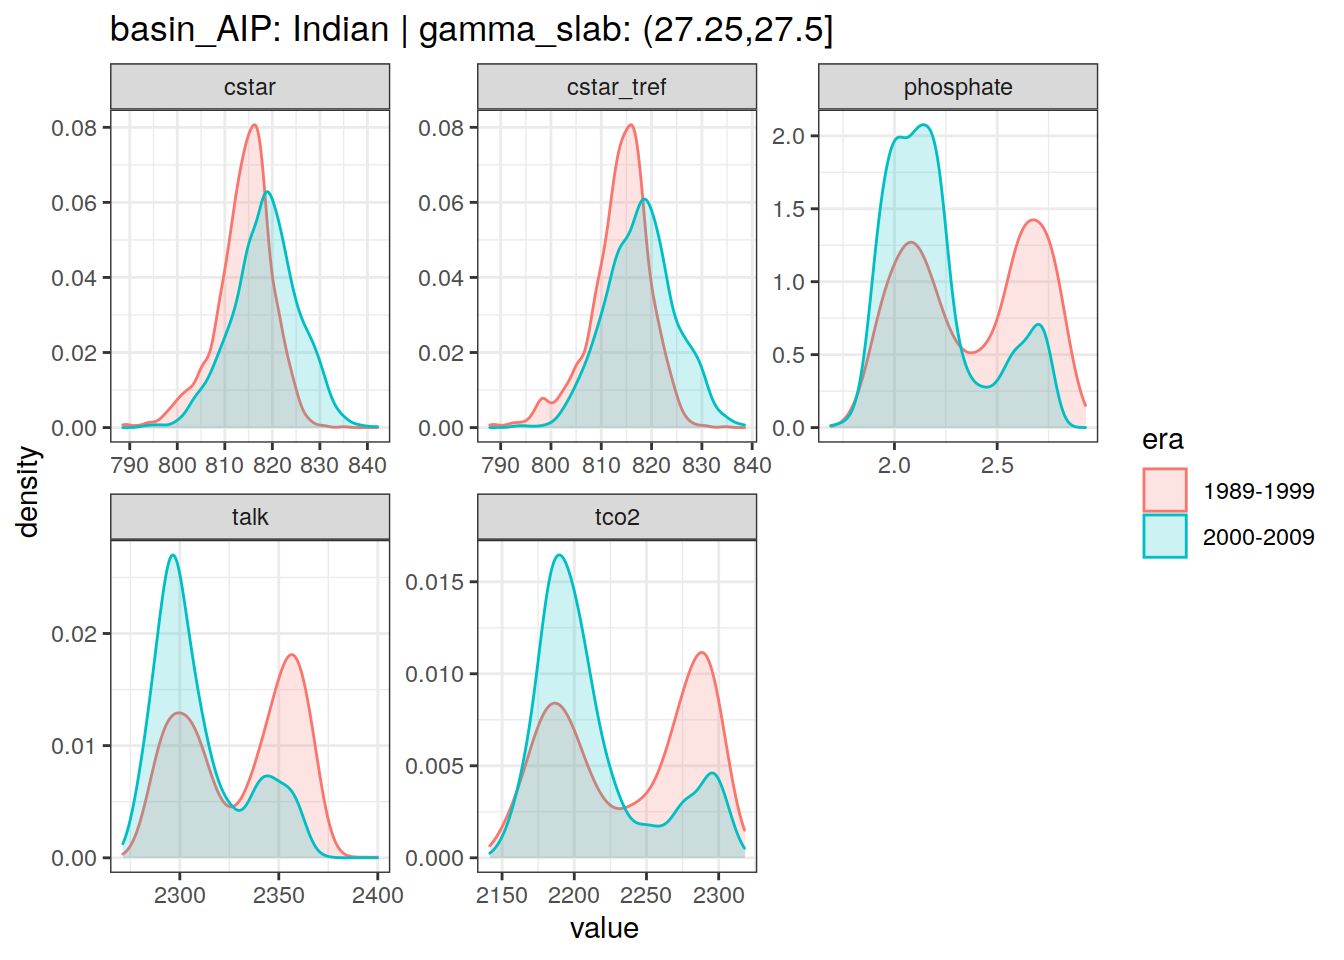 basin_AIP: Indian | gamma_slab: (27.25,27.5]
cstar
cstar_tref
phosphate
0.08
0.06
0.04
0.02
0.00
790 800 810 820 830 840
0.08
0.06
0.04
0.02
0.00
790 800 810 820 830 840
2.0
1.5
1.0
0.5
0.0
2.0 2.5
talk
tco2
0.02
0.01
0.00
2300 2350 2400
0.015
0.010
0.005
0.000
2150 2200 2250 2300
density
value
era
1989-1999
2000-2009